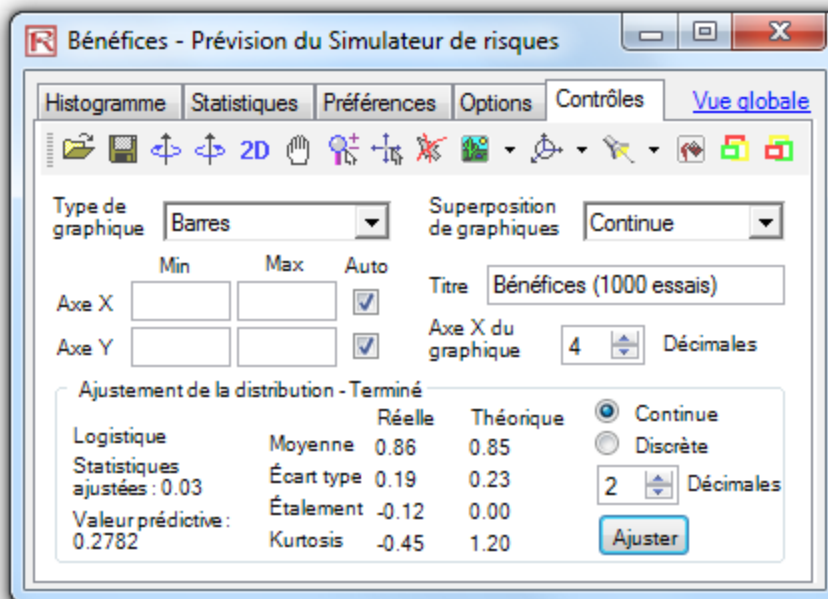 Bénéfices - Prévision du Simulateur de risques
Histogramme Statistiques Préférences Options Contrôles Vue globale
2D
Type de graphique Barres
Superposition de graphiques Continue
Min Max Auto
Titre Bénéfices (1000 essais)
Axe X
Axe Y
Axe X du graphique 4 Décimales
Ajustement de la distribution - Terminé
Réelle Théorique
Logistique
Statistiques ajustées : 0.03
Valeur prédictive : 0.2782
Moyenne 0.86 0.85
Écart type 0.19 0.23
Étalement -0.12 0.00
Kurtosis -0.45 1.20
Continue
Discrète
2 Décimales
Ajuster